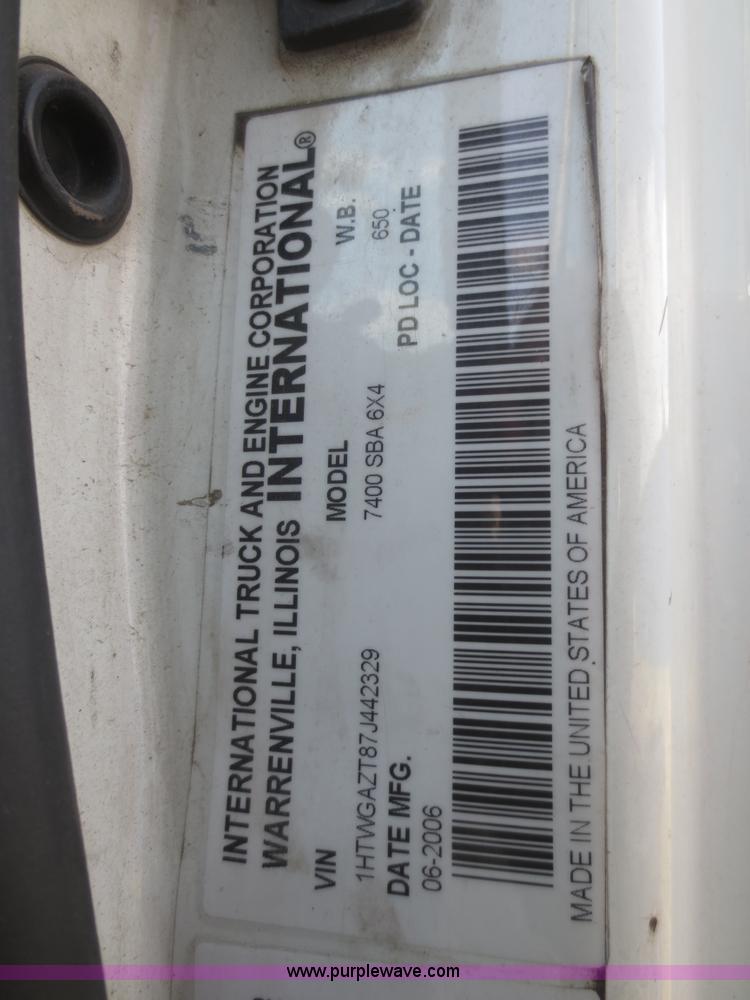 INTERNATIONAL TRUCK AND ENGINE CORPORATION
WARRENVILLE, ILLINOIS INTERNATIONAL®
VIN MODEL W.B.
1HTWGAZT87J442329 7400 SBA 6X4 650
DATE MFG. PD LOC - DATE
06-2006
MADE IN THE UNITED STATES OF AMERICA
www.purplewave.com